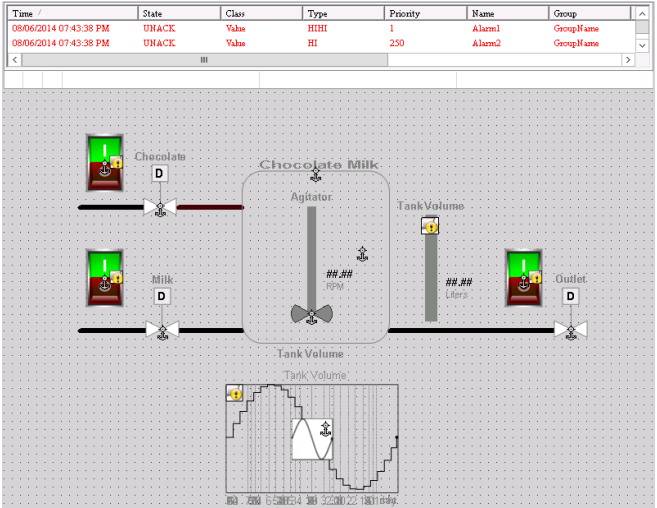 Time / State Class Type Priority Name Group
08/06/2014 07:43:38 PM UNACK Value HIHI 1 Alarm1 GroupName
08/06/2014 07:43:38 PM UNACK Value HI 250 Alarm2 GroupName
Chocolate
D
Chocolate Milk
Agitator
Tank Volume
##.##
RPM
Milk
D
##.##
Liters
Outlet
D
Tank Volume
Tank Volume